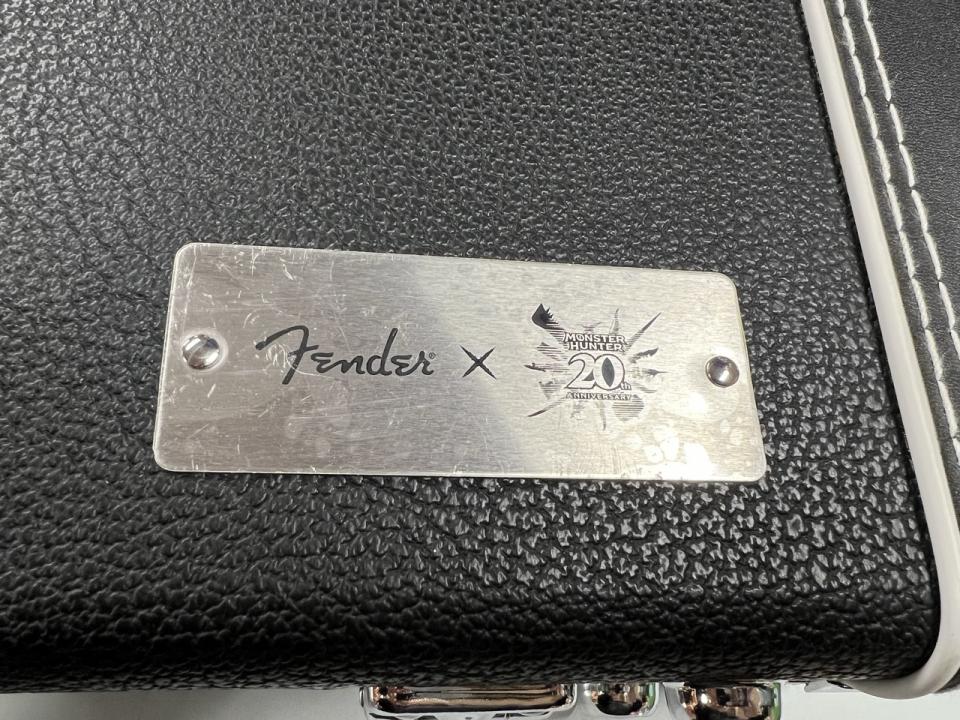 Fender® X
MONSTER
HUNTER
20th
ANNIVERSARY